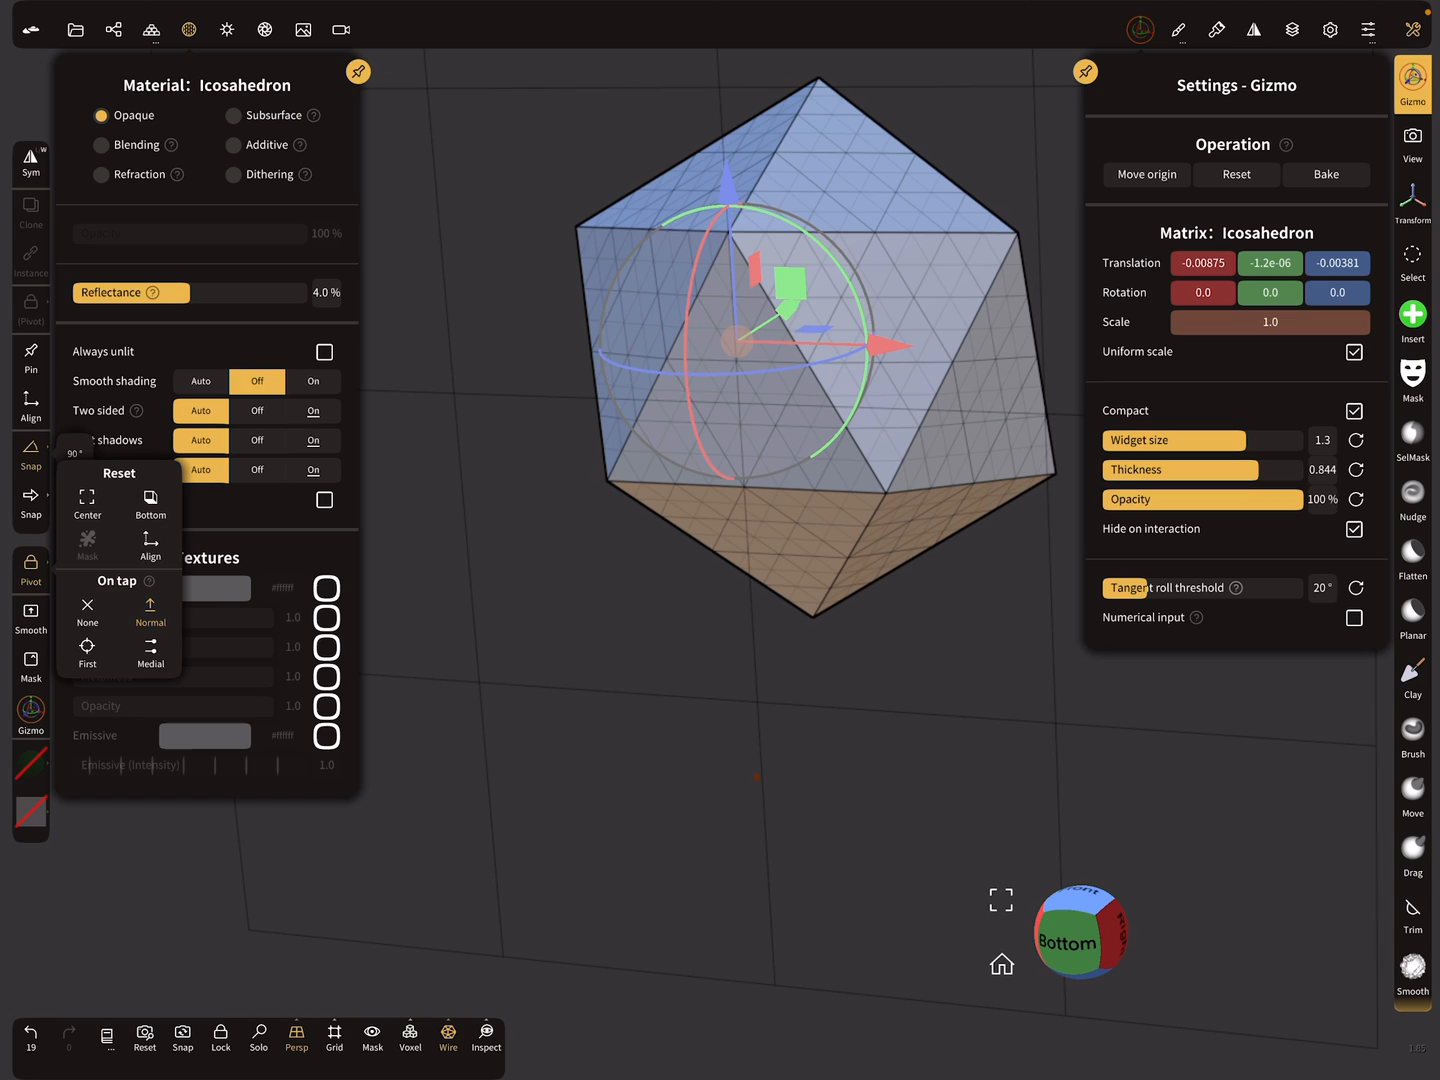 Material: Icosahedron
Opaque
Subsurface ?
Blending ?
Additive ?
Refraction ?
Dithering ?
Opacity
100 %
Reflectance ?
4.0 %
Always unlit
Smooth shading
Auto
Off
On
Two sided ?
Auto
Off
On
t shadows
Auto
Off
On
Auto
Off
On
extures
#ffffff
1.0
1.0
1.0
Opacity
1.0
Emissive
#ffffff
Emissive (Intensity)
1.0
W
Sym
Clone
Instance
(Pivot)
Pin
Align
Snap
90 °
Snap
Pivot
Smooth
Mask
Gizmo
Reset
Center
Bottom
Mask
Align
On tap ?
None
Normal
First
Medial
Settings - Gizmo
Operation ?
Move origin
Reset
Bake
Matrix: Icosahedron
Translation
-0.00875
-1.2e-06
-0.00381
Rotation
0.0
0.0
0.0
Scale
1.0
Uniform scale
Compact
Widget size
1.3
Thickness
0.844
Opacity
100 %
Hide on interaction
Tangent roll threshold ?
20 °
Numerical input ?
Gizmo
View
Transform
Select
Insert
Mask
SelMask
Nudge
Flatten
Planar
Clay
Brush
Move
Drag
Trim
Smooth
Front
Bottom
Right
19
0
...
Reset
Snap
Lock
Solo
Persp
Grid
Mask
Voxel
Wire
Inspect
1.85